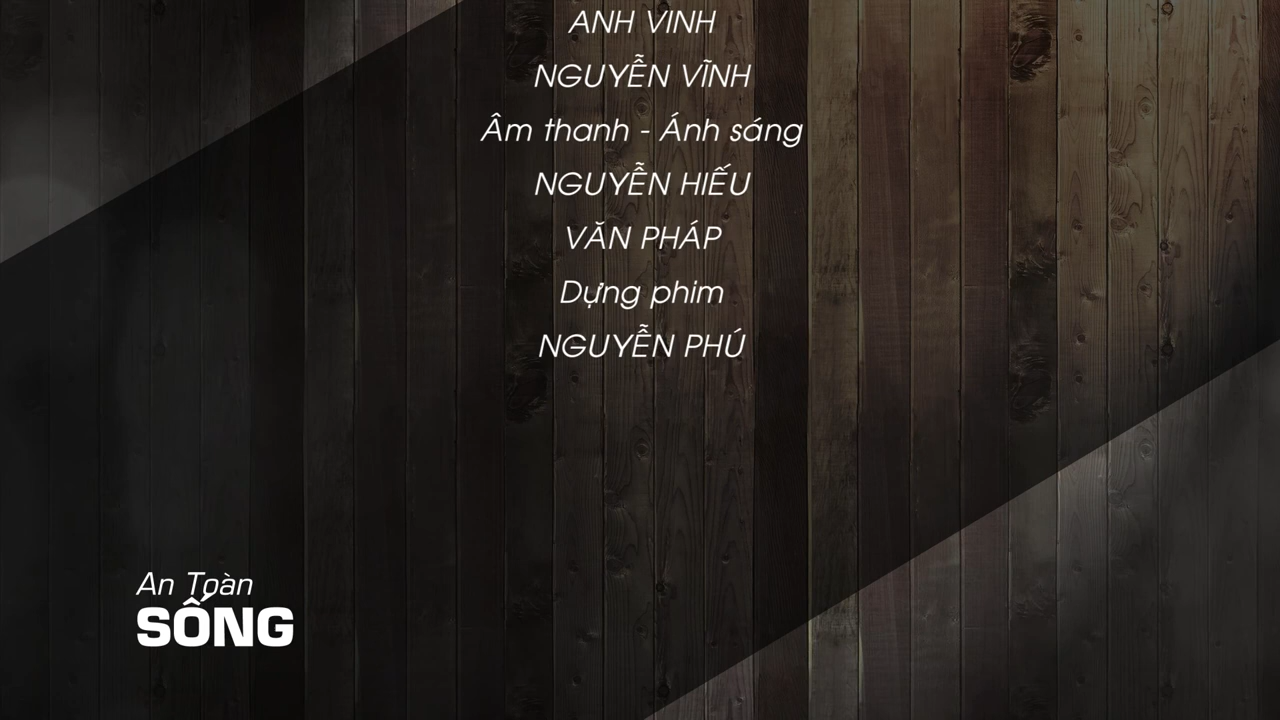 ANH VINH
NGUYỄN VĨNH
Âm thanh - Ánh sáng
NGUYỄN HIẾU
VĂN PHÁP
Dựng phim
NGUYỄN PHÚ
An Toàn
SỐNG